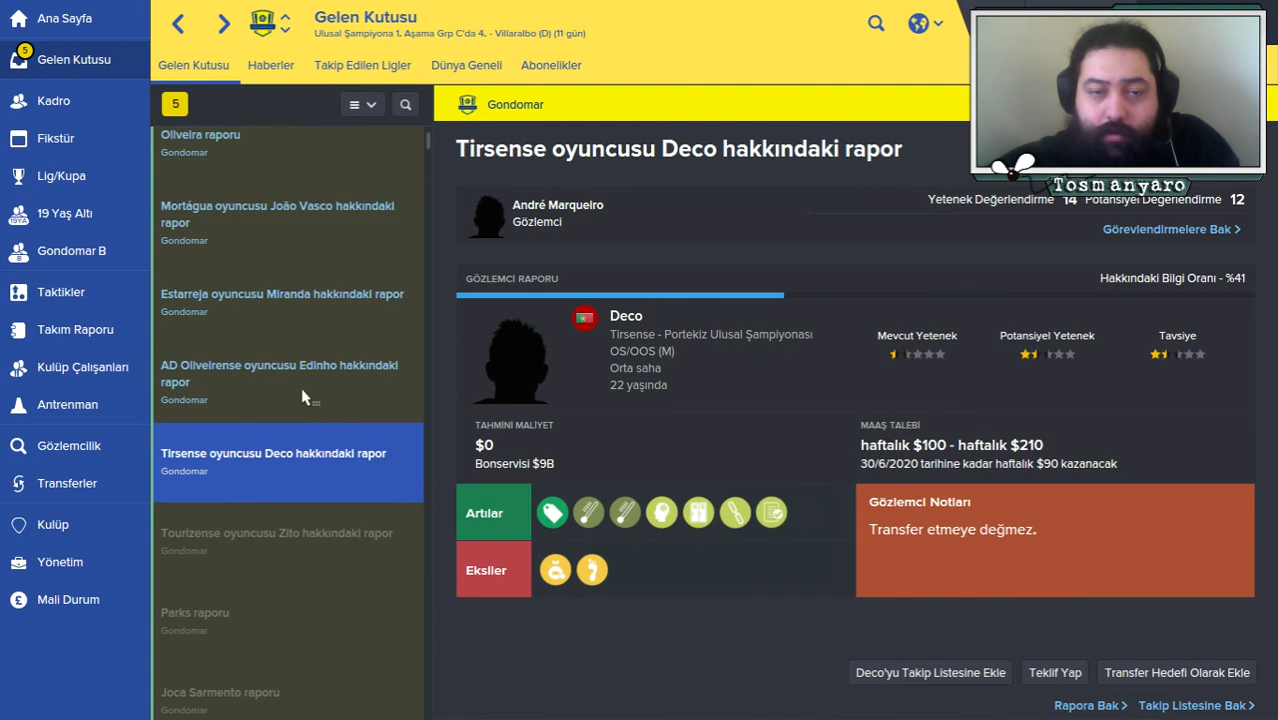 Ana Sayfa
5
Gelen Kutusu
Kadro
Fikstür
Lig/Kupa
19 Yaş Altı
Gondomar B
Taktikler
Takım Raporu
Kulüp Çalışanları
Antrenman
Gözlemcilik
Transferler
Kulüp
Yönetim
Mali Durum
Gelen Kutusu
Ulusal Şampiyona 1. Aşama Grp C'da 4. - Villaralbo (D) (11 gün)
Gelen Kutusu
Haberler
Takip Edilen Ligler
Dünya Geneli
Abonelikler
5
Oliveira raporu
Gondomar
Mortágua oyuncusu João Vasco hakkındaki
rapor
Gondomar
Estarreja oyuncusu Miranda hakkındaki rapor
Gondomar
AD Oliveirense oyuncusu Edinho hakkındaki
rapor
Gondomar
Tirsense oyuncusu Deco hakkındaki rapor
Gondomar
Tourizense oyuncusu Zito hakkındaki rapor
Gondomar
Parks raporu
Gondomar
Joca Sarmento raporu
Gondomar
Gondomar
Tirsense oyuncusu Deco hakkındaki rapor
Tosmanyaro
André Marqueiro
Gözlemci
Yetenek Değerlendirme 14 Potansiyel Değerlendirme 12
Görevlendirmelere Bak >
GÖZLEMCİ RAPORU
Hakkındaki Bilgi Oranı - %41
Deco
Tirsense - Portekiz Ulusal Şampiyonası
OS/OOS (M)
Orta saha
22 yaşında
Mevcut Yetenek
Potansiyel Yetenek
Tavsiye
TAHMİNİ MALİYET
$0
Bonservisi $9B
MAAŞ TALEBİ
haftalık $100 - haftalık $210
30/6/2020 tarihine kadar haftalık $90 kazanacak
Artılar
Eksiler
Gözlemci Notları
Transfer etmeye değmez.
Deco'yu Takip Listesine Ekle
Teklif Yap
Transfer Hedefi Olarak Ekle
Rapora Bak >
Takip Listesine Bak >